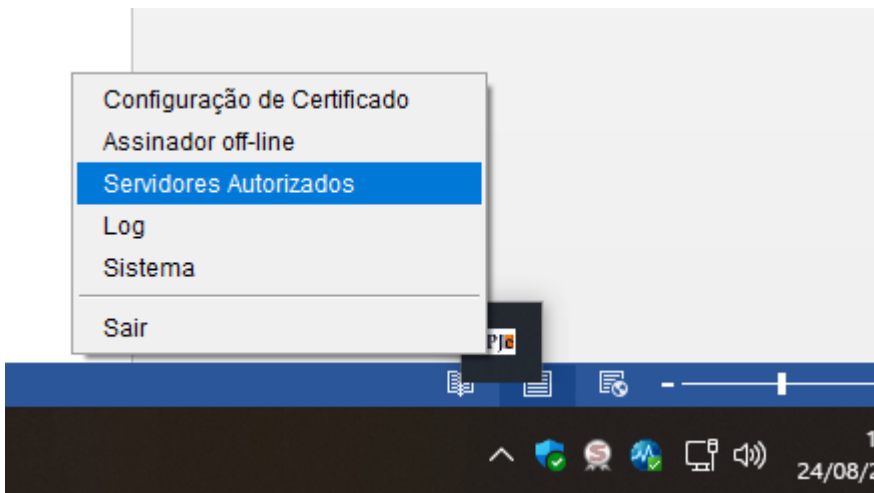 Configuração de Certificado
Assinador off-line
Servidores Autorizados
Log
Sistema
Sair
PJe
24/08/2